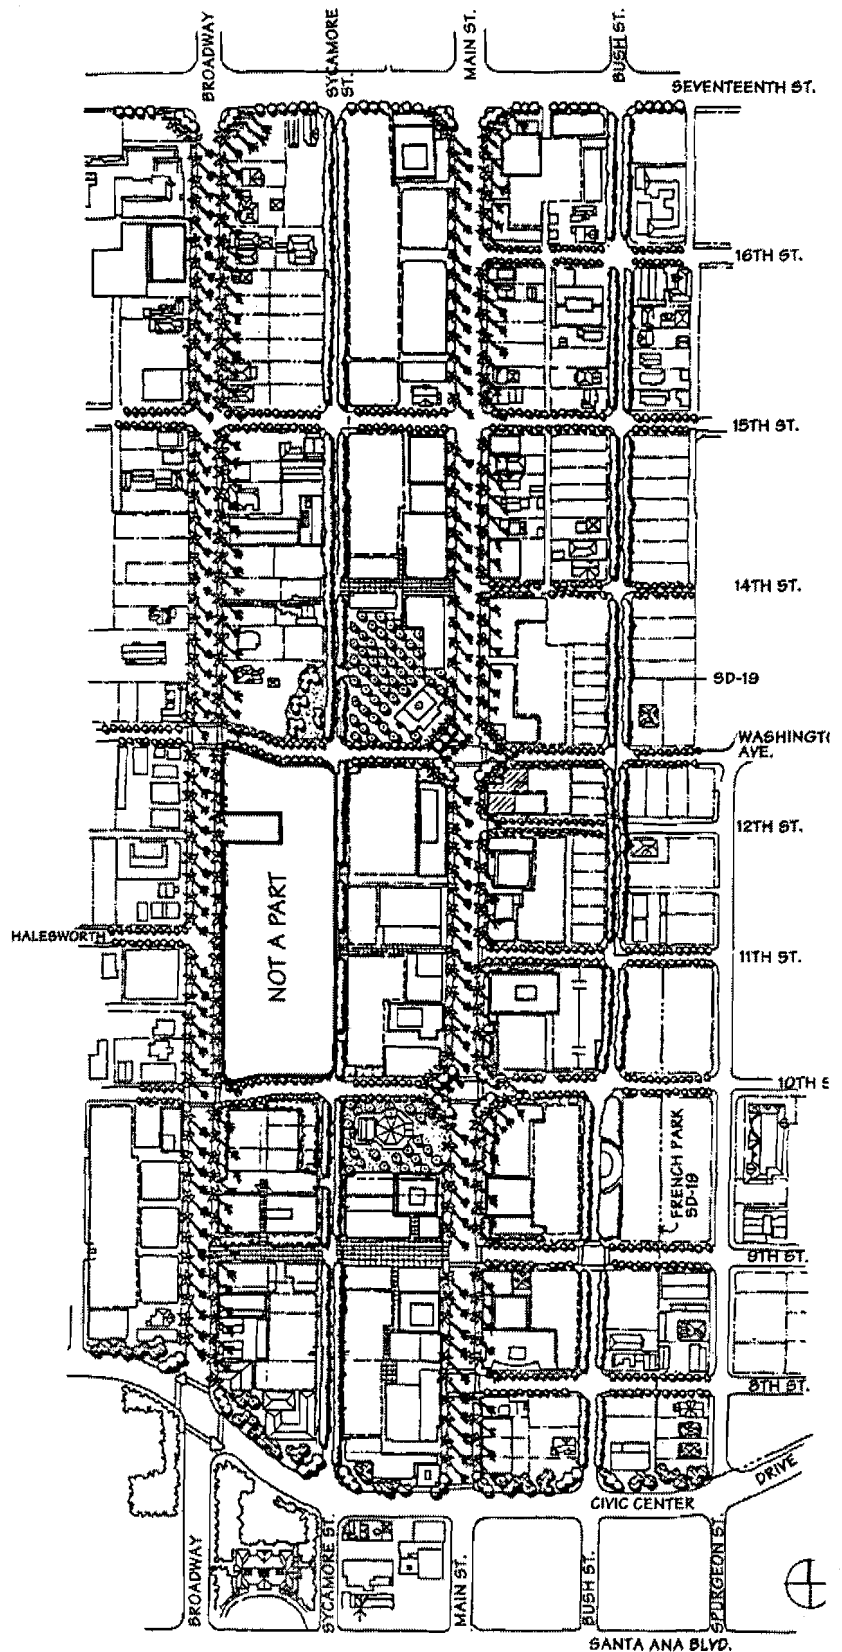 BROADWAY
SYCAMORE
ST.
MAIN ST.
BUSH ST.
SEVENTEENTH ST.
16TH ST.
15TH ST.
14TH ST.
SD-19
WASHINGTO
AVE.
12TH ST.
NOT A PART
HALESWORTH
11TH ST.
10TH S
FRENCH PARK
SD-19
9TH ST.
8TH ST.
DRIVE
CIVIC CENTER
BROADWAY
SYCAMORE ST.
MAIN ST.
BUSH ST.
SPURGEON ST.
SANTA ANA BLVD.